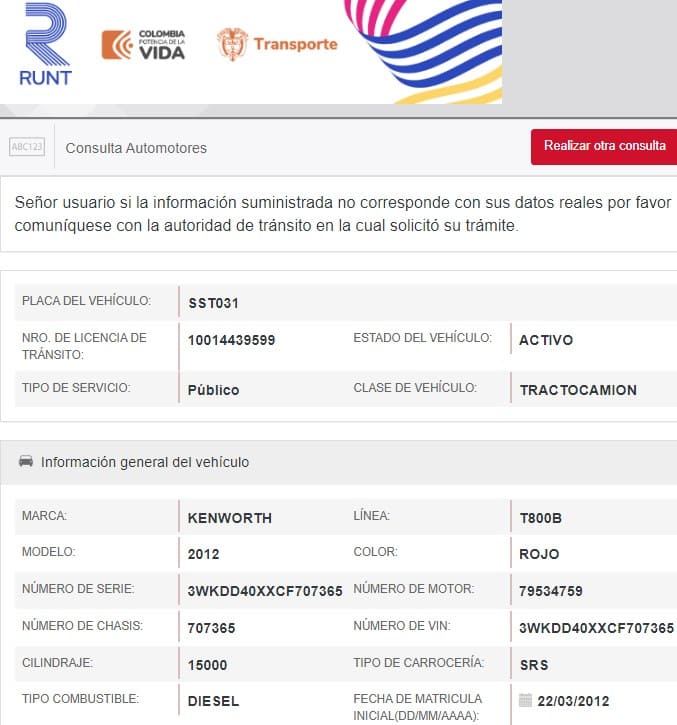 RUNT
COLOMBIA
POTENCIA DE LA
VIDA
Transporte
ABC123
Consulta Automotores
Realizar otra consulta
Señor usuario si la información suministrada no corresponde con sus datos reales por favor
comuníquese con la autoridad de tránsito en la cual solicitó su trámite.
PLACA DEL VEHÍCULO: SST031
NRO. DE LICENCIA DE
TRÁNSITO: 10014439599 ESTADO DEL VEHÍCULO: ACTIVO
TIPO DE SERVICIO: Público CLASE DE VEHÍCULO: TRACTOCAMION
Información general del vehículo
MARCA: KENWORTH LÍNEA: T800B
MODELO: 2012 COLOR: ROJO
NÚMERO DE SERIE: 3WKDD40XXCF707365 NÚMERO DE MOTOR: 79534759
NÚMERO DE CHASIS: 707365 NÚMERO DE VIN: 3WKDD40XXCF707365
CILINDRAJE: 15000 TIPO DE CARROCERÍA: SRS
TIPO COMBUSTIBLE: DIESEL FECHA DE MATRICULA
INICIAL(DD/MM/AAAA): 22/03/2012